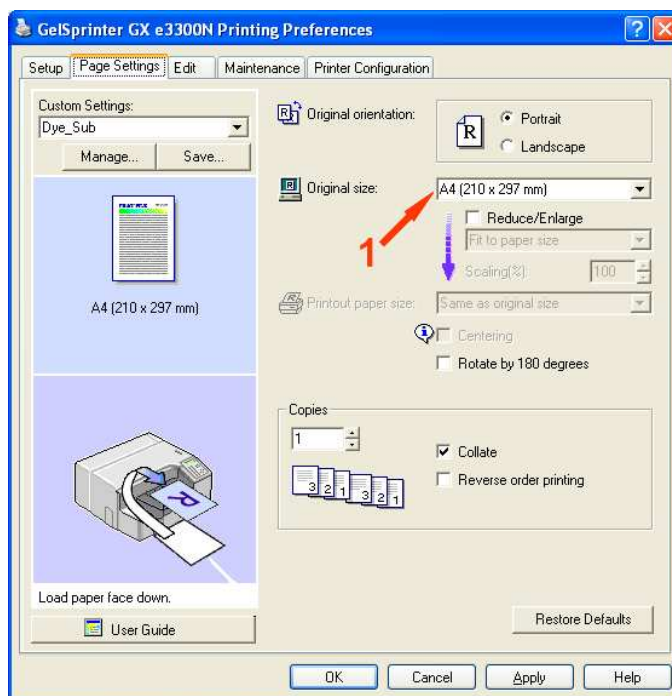 GelSprinter GX e3300N Printing Preferences
Setup Page Settings Edit Maintenance Printer Configuration
Custom Settings:
Dye_Sub
Manage... Save...
A4 (210 x 297 mm)
Load paper face down.
User Guide
Original orientation:
R
Portrait
Landscape
Original size:
A4 (210 x 297 mm)
1
Reduce/Enlarge
Fit to paper size
Scaling(%) 100
Printout paper size:
Same as original size
Centering
Rotate by 180 degrees
Copies
1
Collate
3 2 1 3 2 1
Reverse order printing
Restore Defaults
OK Cancel Apply Help